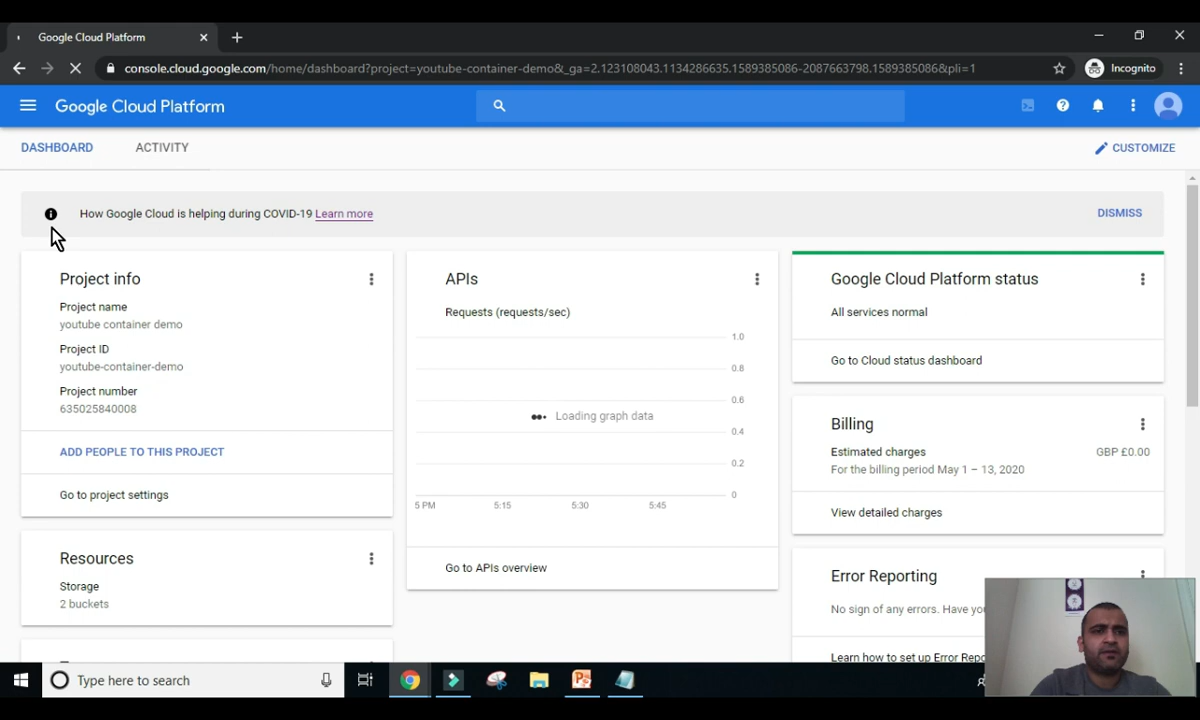 Google Cloud Platform
console.cloud.google.com/home/dashboard?project=youtube-container-demo&_ga=2.123108043.1134286635.1589385086-2087663798.1589385086&pli=1
Incognito
Google Cloud Platform
DASHBOARD
ACTIVITY
CUSTOMIZE
How Google Cloud is helping during COVID-19 Learn more
DISMISS
Project info
Project name
youtube container demo
Project ID
youtube-container-demo
Project number
635025840008
ADD PEOPLE TO THIS PROJECT
Go to project settings
Resources
Storage
2 buckets
APIs
Requests (requests/sec)
1.0
0.8
0.6
Loading graph data
0.4
0.2
0
5 PM 5:15 5:30 5:45
Go to APIs overview
Google Cloud Platform status
All services normal
Go to Cloud status dashboard
Billing
Estimated charges GBP £0.00
For the billing period May 1 – 13, 2020
View detailed charges
Error Reporting
No sign of any errors. Have you
Learn how to set up Error Repo
Type here to search